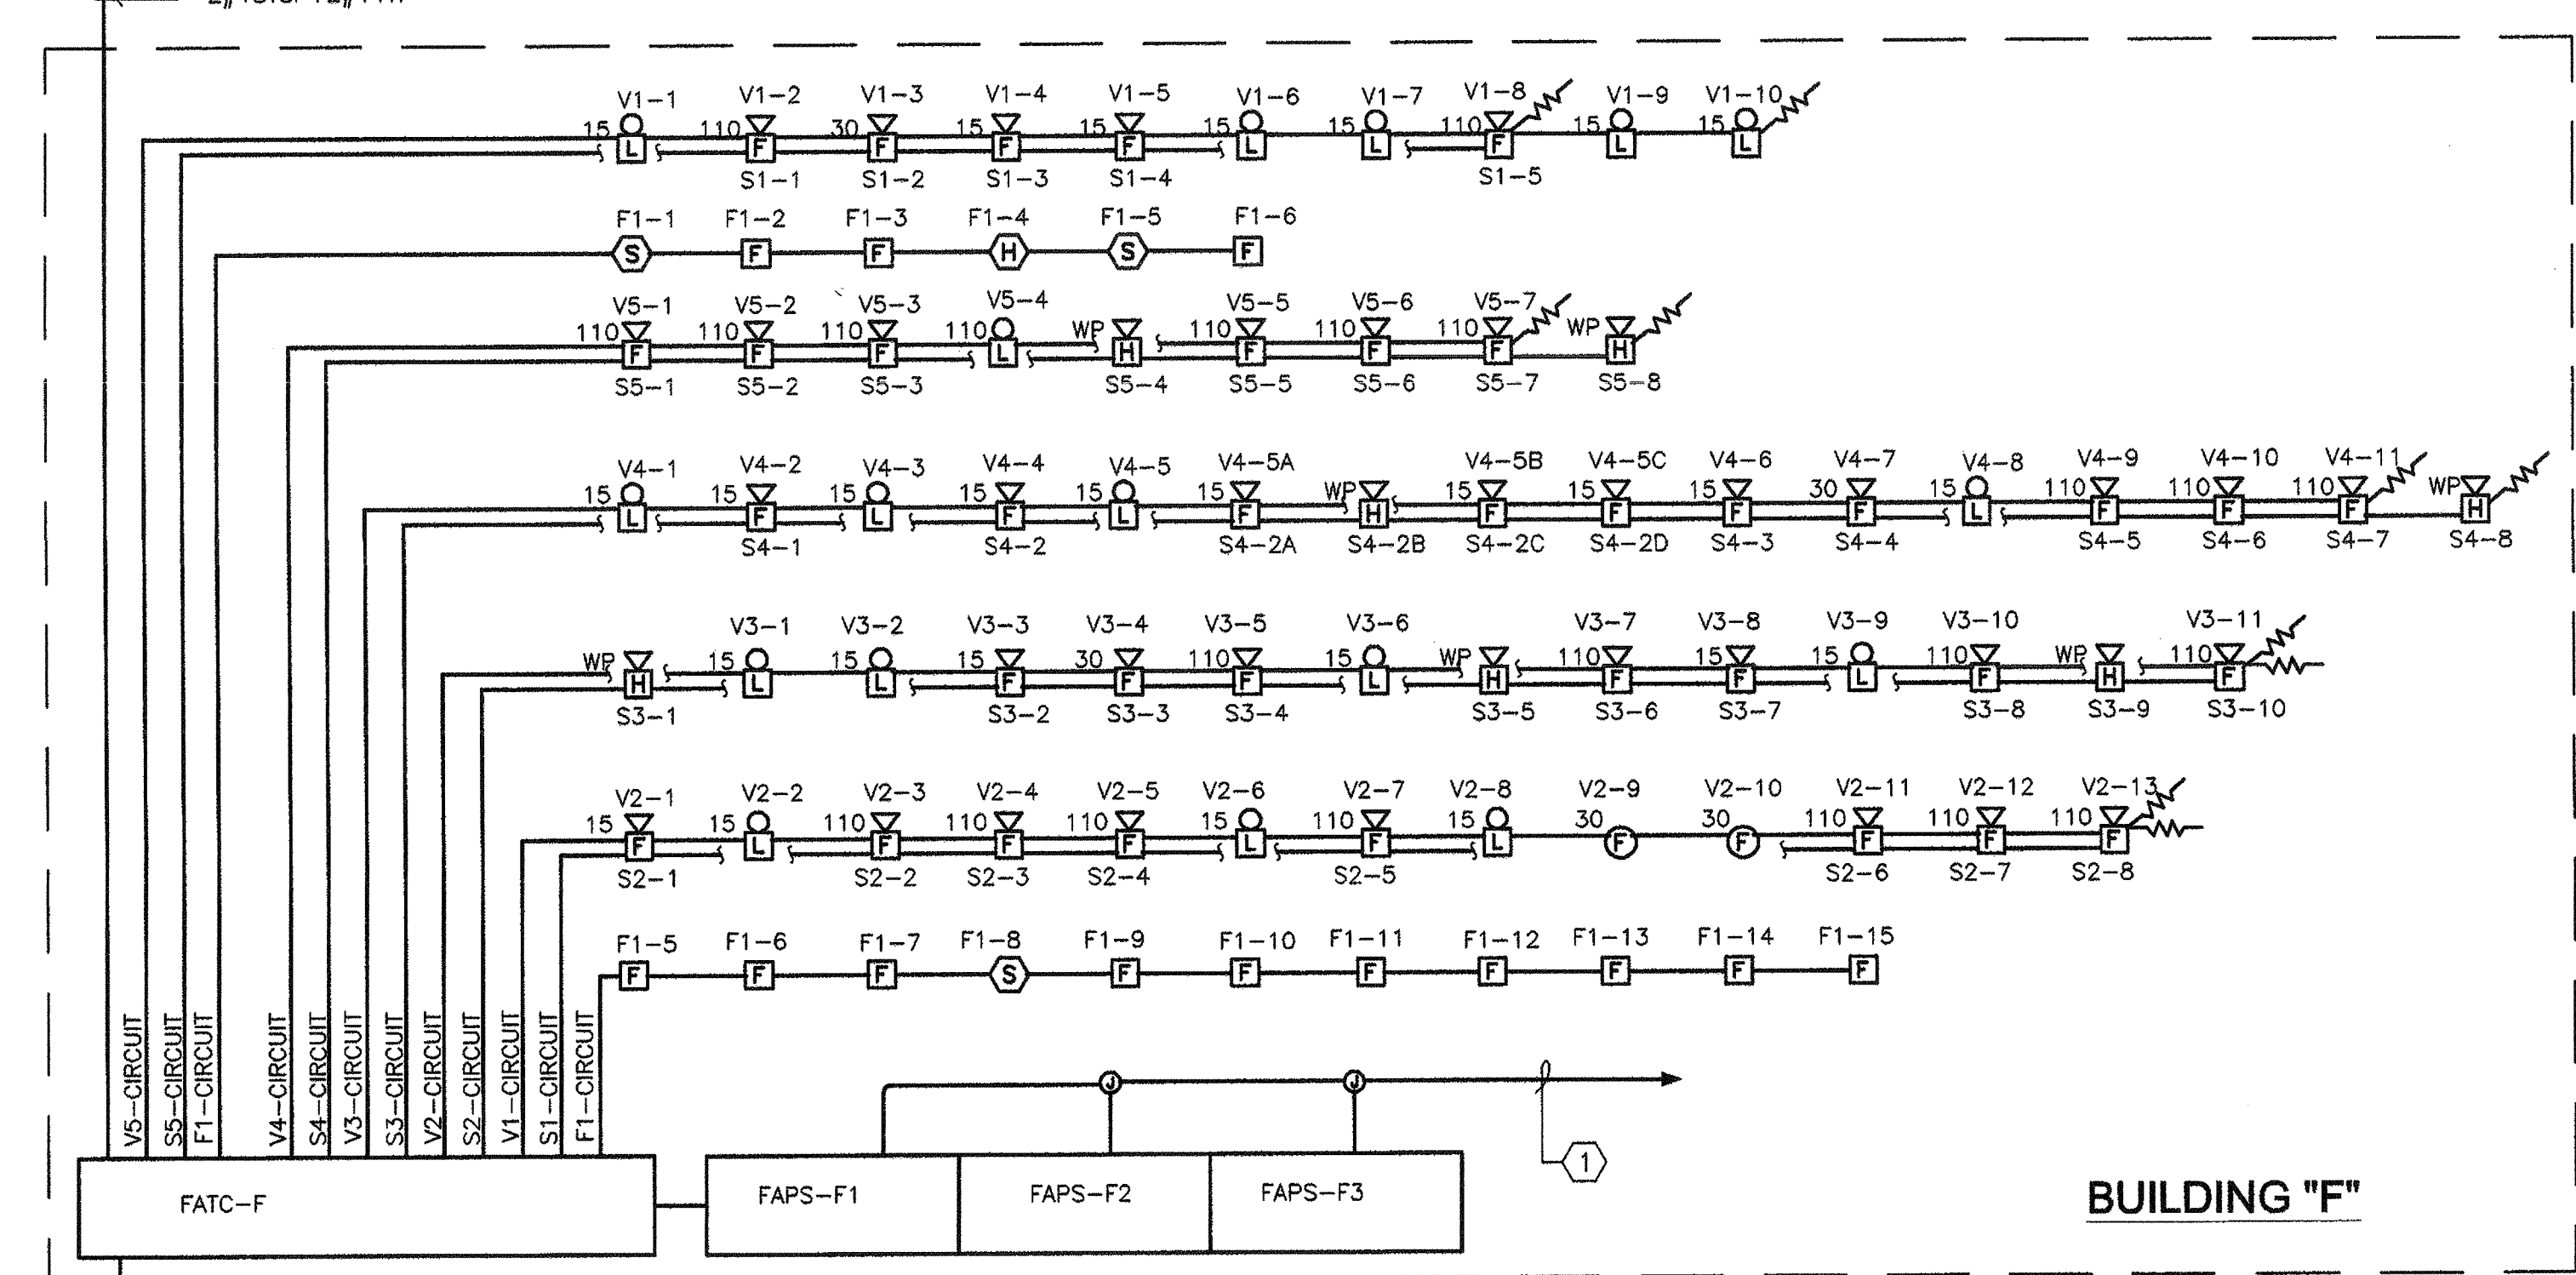 V1-1 V1-2 V1-3 V1-4 V1-5 V1-6 V1-7 V1-8 V1-9 V1-10
15 110 30 15 15 15 15 110 15 15
L F F F F L L F L L
S1-1 S1-2 S1-3 S1-4 S1-5
F1-1 F1-2 F1-3 F1-4 F1-5 F1-6
S F F H S F
V5-1 V5-2 V5-3 V5-4 V5-5 V5-6 V5-7
110 110 110 110 WP 110 110 110 WP
F F F L H F F F H
S5-1 S5-2 S5-3 S5-4 S5-5 S5-6 S5-7 S5-8
V4-1 V4-2 V4-3 V4-4 V4-5 V4-5A V4-5B V4-5C V4-6 V4-7 V4-8 V4-9 V4-10 V4-11
15 15 15 15 15 15 WP 15 15 15 30 15 110 110 110 WP
L F L F L F H F F F F L F F F H
S4-1 S4-2 S4-2A S4-2B S4-2C S4-2D S4-3 S4-4 S4-5 S4-6 S4-7 S4-8
V3-1 V3-2 V3-3 V3-4 V3-5 V3-6 V3-7 V3-8 V3-9 V3-10 V3-11
WP 15 15 15 30 110 15 WP 110 15 15 110 WP 110
H L L F F F L H F F L F H F
S3-1 S3-2 S3-3 S3-4 S3-5 S3-6 S3-7 S3-8 S3-9 S3-10
V2-1 V2-2 V2-3 V2-4 V2-5 V2-6 V2-7 V2-8 V2-9 V2-10 V2-11 V2-12 V2-13
15 15 110 110 110 15 110 15 30 30 110 110 110
F L F F F L F L F F F F F
S2-1 S2-2 S2-3 S2-4 S2-5 S2-6 S2-7 S2-8
F1-5 F1-6 F1-7 F1-8 F1-9 F1-10 F1-11 F1-12 F1-13 F1-14 F1-15
F F F S F F F F F F F
V5-CIRCUIT
S5-CIRCUIT
F1-CIRCUIT
V4-CIRCUIT
S4-CIRCUIT
V3-CIRCUIT
S3-CIRCUIT
V2-CIRCUIT
S2-CIRCUIT
V1-CIRCUIT
S1-CIRCUIT
F1-CIRCUIT
J J
1
FATC-F FAPS-F1 FAPS-F2 FAPS-F3
BUILDING "F"